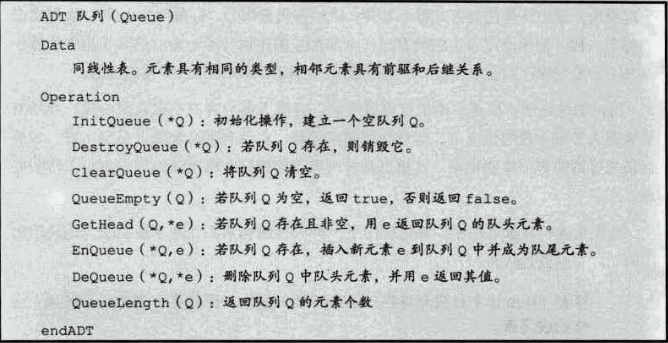 ADT 队列(Queue)
Data
同线性表。元素具有相同的类型,相邻元素具有前驱和后继关系。
Operation
InitQueue(*Q):初始化操作,建立一个空队列Q。
DestroyQueue(*Q):若队列Q存在,则销毁它。
ClearQueue(*Q):将队列Q清空。
QueueEmpty(Q):若队列Q为空,返回true,否则返回false。
GetHead(Q,*e):若队列Q存在且非空,用e返回队列Q的队头元素。
EnQueue(*Q,e):若队列Q存在,插入新元素e到队列Q中并成为队尾元素。
DeQueue(*Q,*e):删除队列Q中队头元素,并用e返回其值。
QueueLength(Q):返回队列Q的元素个数
endADT